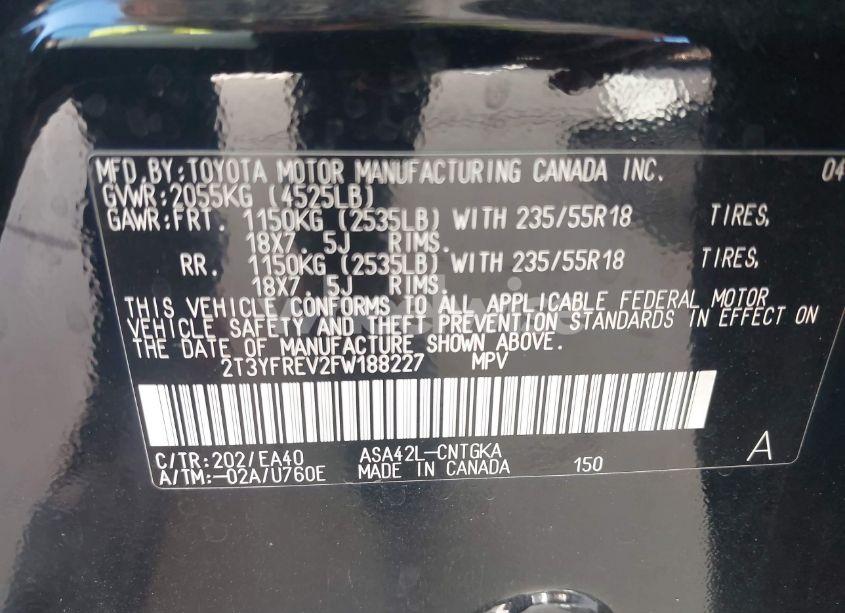 MFD.BY:TOYOTA MOTOR MANUFACTURING CANADA INC. 04
GVWR:2055KG (4525LB)
GAWR:FRT. 1150KG (2535LB) WITH 235/55R18 TIRES,
18X7. 5J RIMS.
RR. 1150KG (2535LB) WITH 235/55R18 TIRES,
18X7. 5J RIMS.
THIS VEHICLE CONFORMS TO ALL APPLICABLE FEDERAL MOTOR
VEHICLE SAFETY AND THEFT PREVENTION STANDARDS IN EFFECT ON
THE DATE OF MANUFACTURE SHOWN ABOVE.
2T3YFREV2FW188227 MPV
C/TR:202/EA40 ASA42L-CNTGKA
A/TM:-02A/U760E MADE IN CANADA 150 A